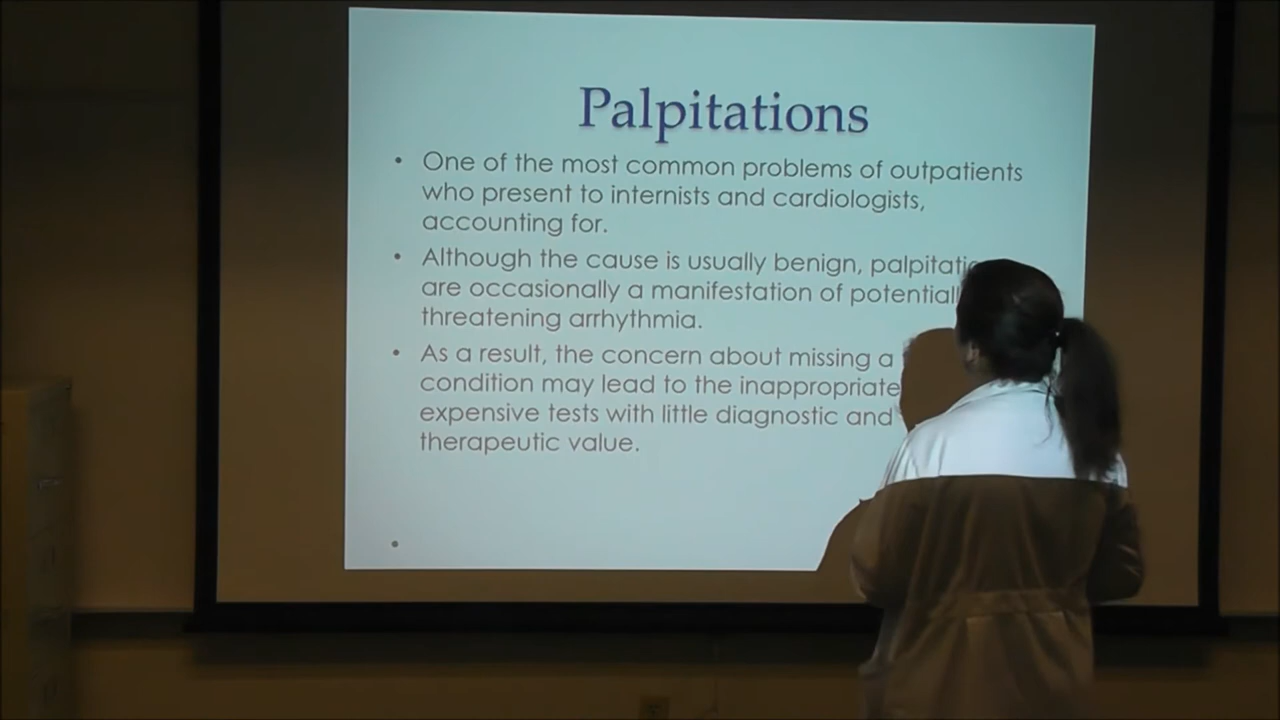 Palpitations
• One of the most common problems of outpatients
who present to internists and cardiologists,
accounting for.
• Although the cause is usually benign,
are occasionally a manifestation of
threatening arrhythmia.
• As a result, the concern about missing a
condition may lead to the inappropriate
expensive tests with little diagnostic and
therapeutic value.
•